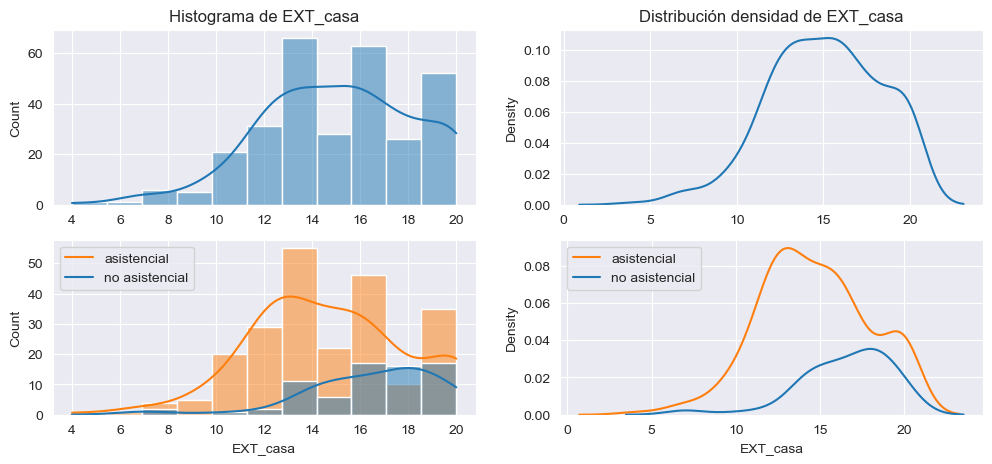 Histograma de EXT_casa
Count
60
40
20
0
4 6 8 10 12 14 16 18 20
Distribución densidad de EXT_casa
Density
0.10
0.08
0.06
0.04
0.02
0.00
0 5 10 15 20
asistencial
no asistencial
Count
50
40
30
20
10
0
4 6 8 10 12 14 16 18 20
EXT_casa
asistencial
no asistencial
Density
0.08
0.06
0.04
0.02
0.00
0 5 10 15 20
EXT_casa